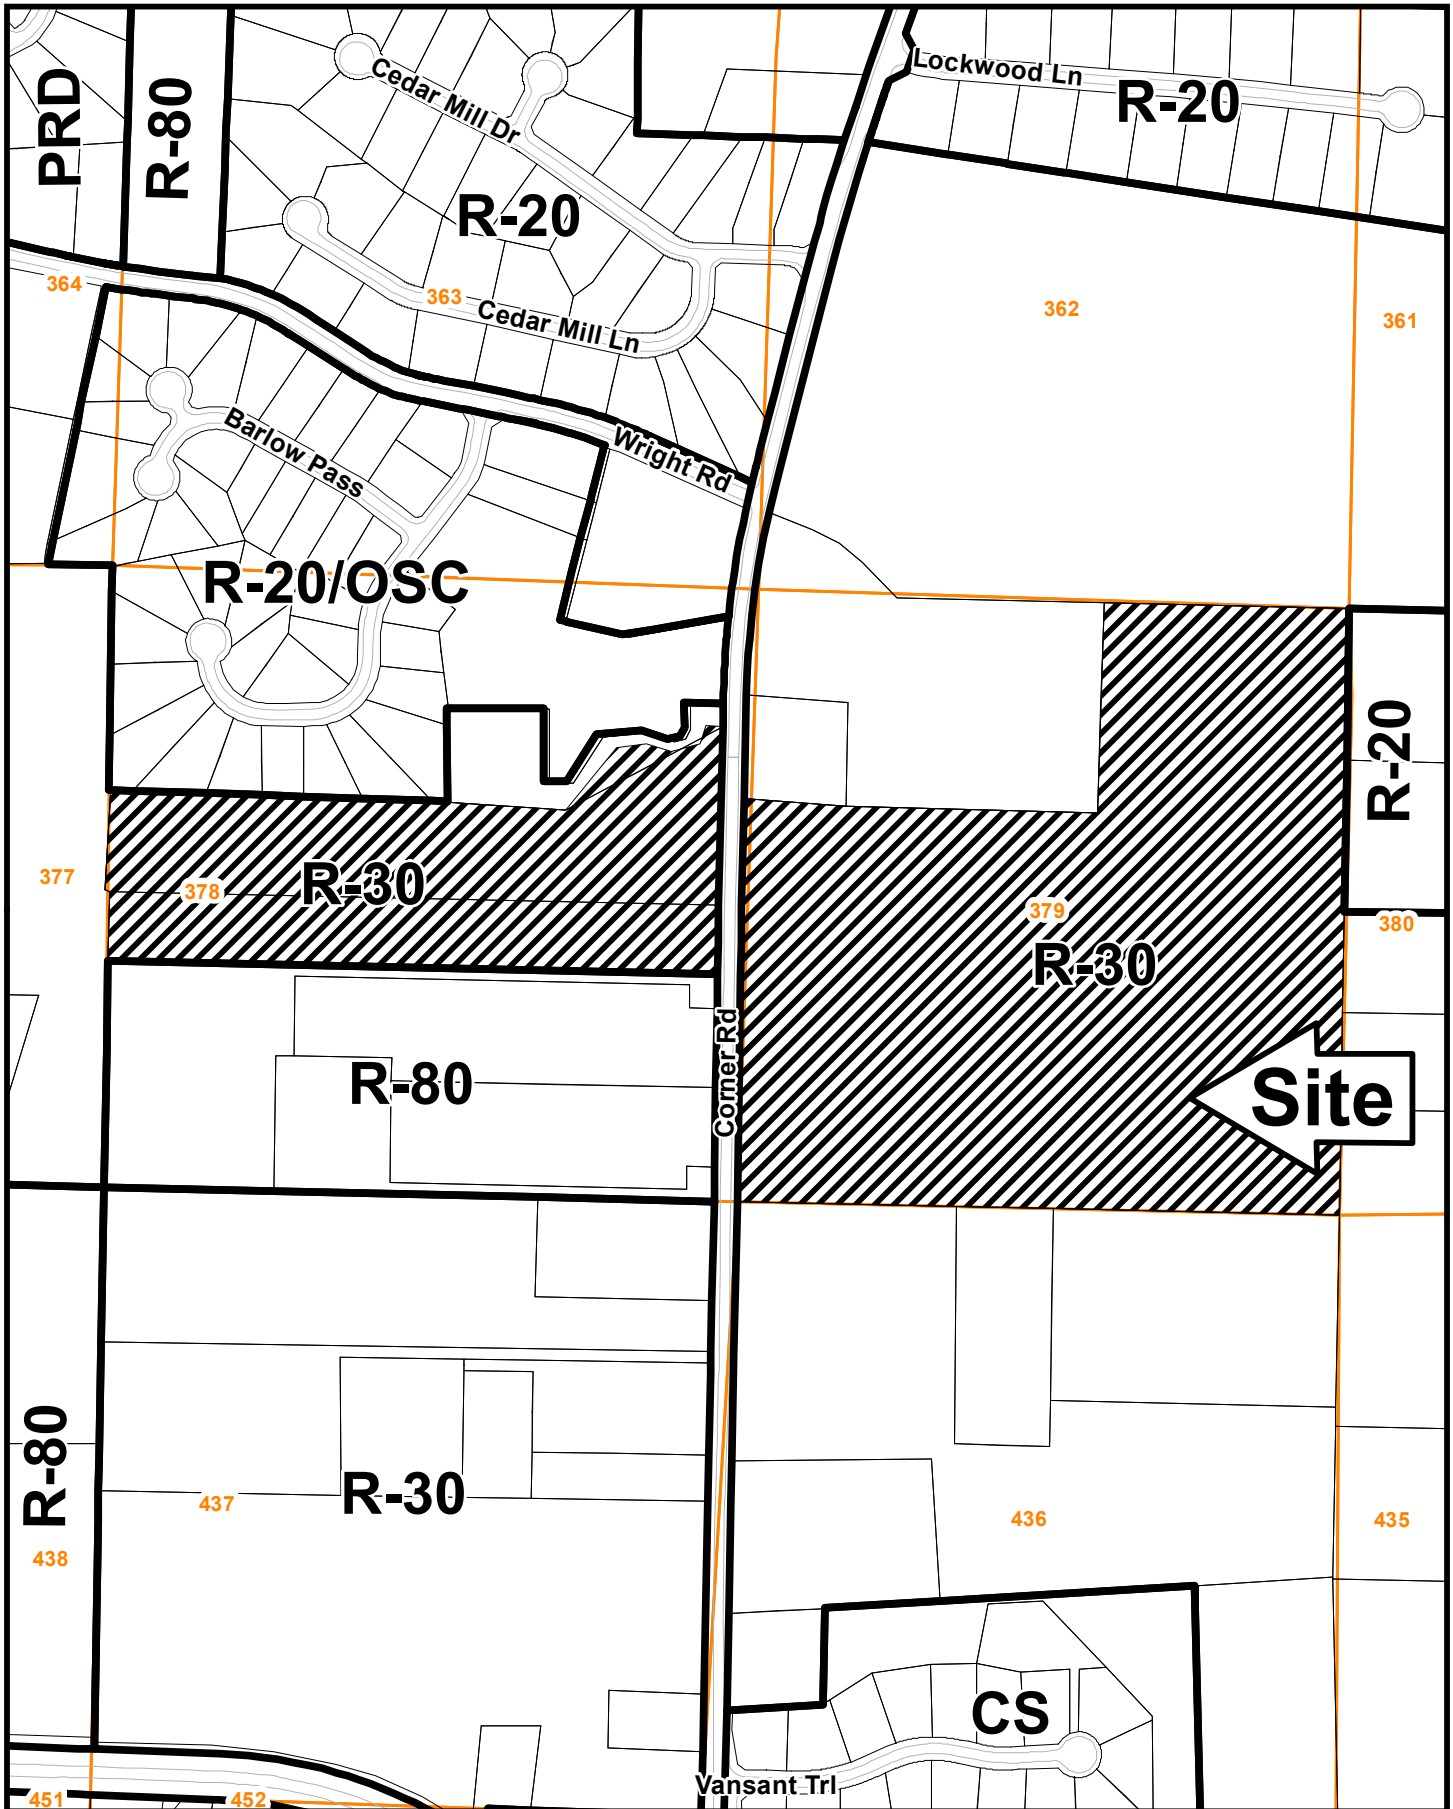 PRD
R-80
Cedar Mill Dr
Lockwood Ln
R-20
R-20
364
363
Cedar Mill Ln
362
361
Barlow Pass
Wright Rd
R-20/OSC
R-20
377
378
R-30
379
R-30
380
Corner Rd
R-80
Site
R-80
437
R-30
436
435
438
CS
Vansant Trl
451
452